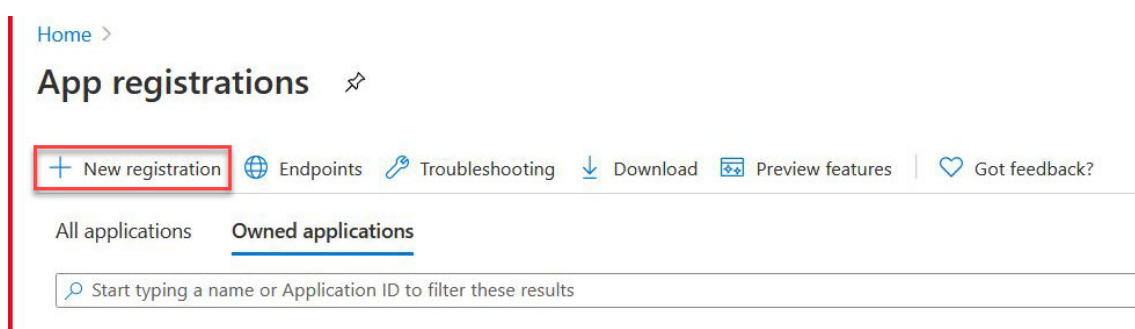 Home >
App registrations
+ New registration Endpoints Troubleshooting Download Preview features Got feedback?
All applications Owned applications
Start typing a name or Application ID to filter these results